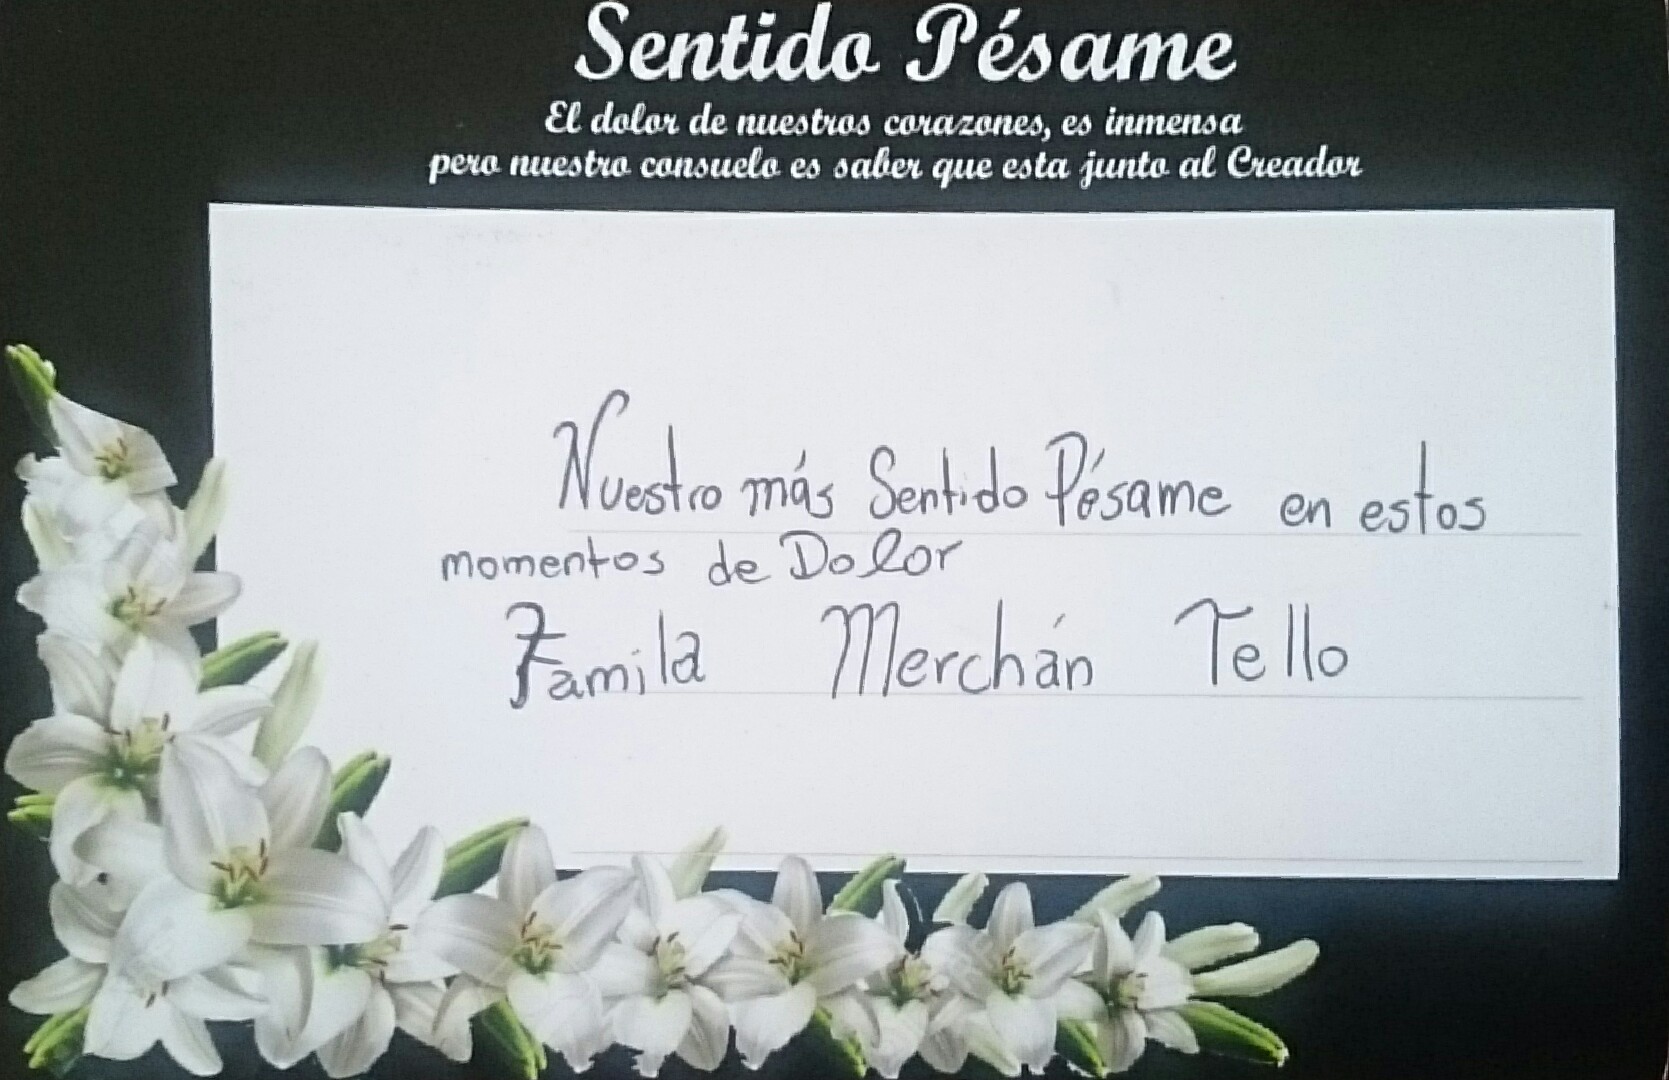 Sentido Pésame
El dolor de nuestros corazones, es inmensa
pero nuestro consuelo es saber que esta junto al Creador
Nuestro más Sentido Pésame en estos
momentos de Dolor
Famila Merchán Tello